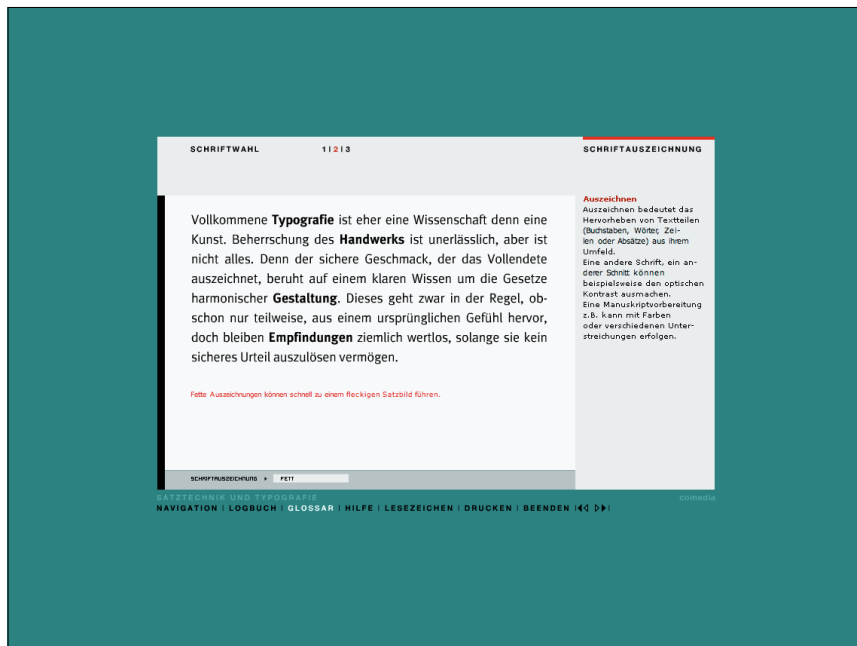 SCHRIFTWAHL 1 | 2 | 3 SCHRIFTAUSZEICHNUNG
Vollkommene Typografie ist eher eine Wissenschaft denn eine
Kunst. Beherrschung des Handwerks ist unerlässlich, aber ist
nicht alles. Denn der sichere Geschmack, der das Vollendete
auszeichnet, beruht auf einem klaren Wissen um die Gesetze
harmonischer Gestaltung. Dieses geht zwar in der Regel, ob-
schon nur teilweise, aus einem ursprünglichen Gefühl hervor,
doch bleiben Empfindungen ziemlich wertlos, solange sie kein
sicheres Urteil auszulösen vermögen.
Fette Auszeichnungen können schnell zu einem fleckigen Satzbild führen.
Auszeichnen
Auszeichnen bedeutet das
Hervorheben von Textteilen
(Buchstaben, Wörter, Zei-
len oder Absätze) aus ihrem
Umfeld.
Eine andere Schrift, ein an-
derer Schnitt können
beispielsweise den optischen
Kontrast ausmachen.
Eine Manuskriptvorbereitung
z.B. kann mit Farben
oder verschiedenen Unter-
streichungen erfolgen.
SCHRIFTAUSZEICHNUNG FETT
SATZTECHNIK UND TYPOGRAFIE comedia
NAVIGATION | LOGBUCH | GLOSSAR | HILFE | LESEZEICHEN | DRUCKEN | BEENDEN